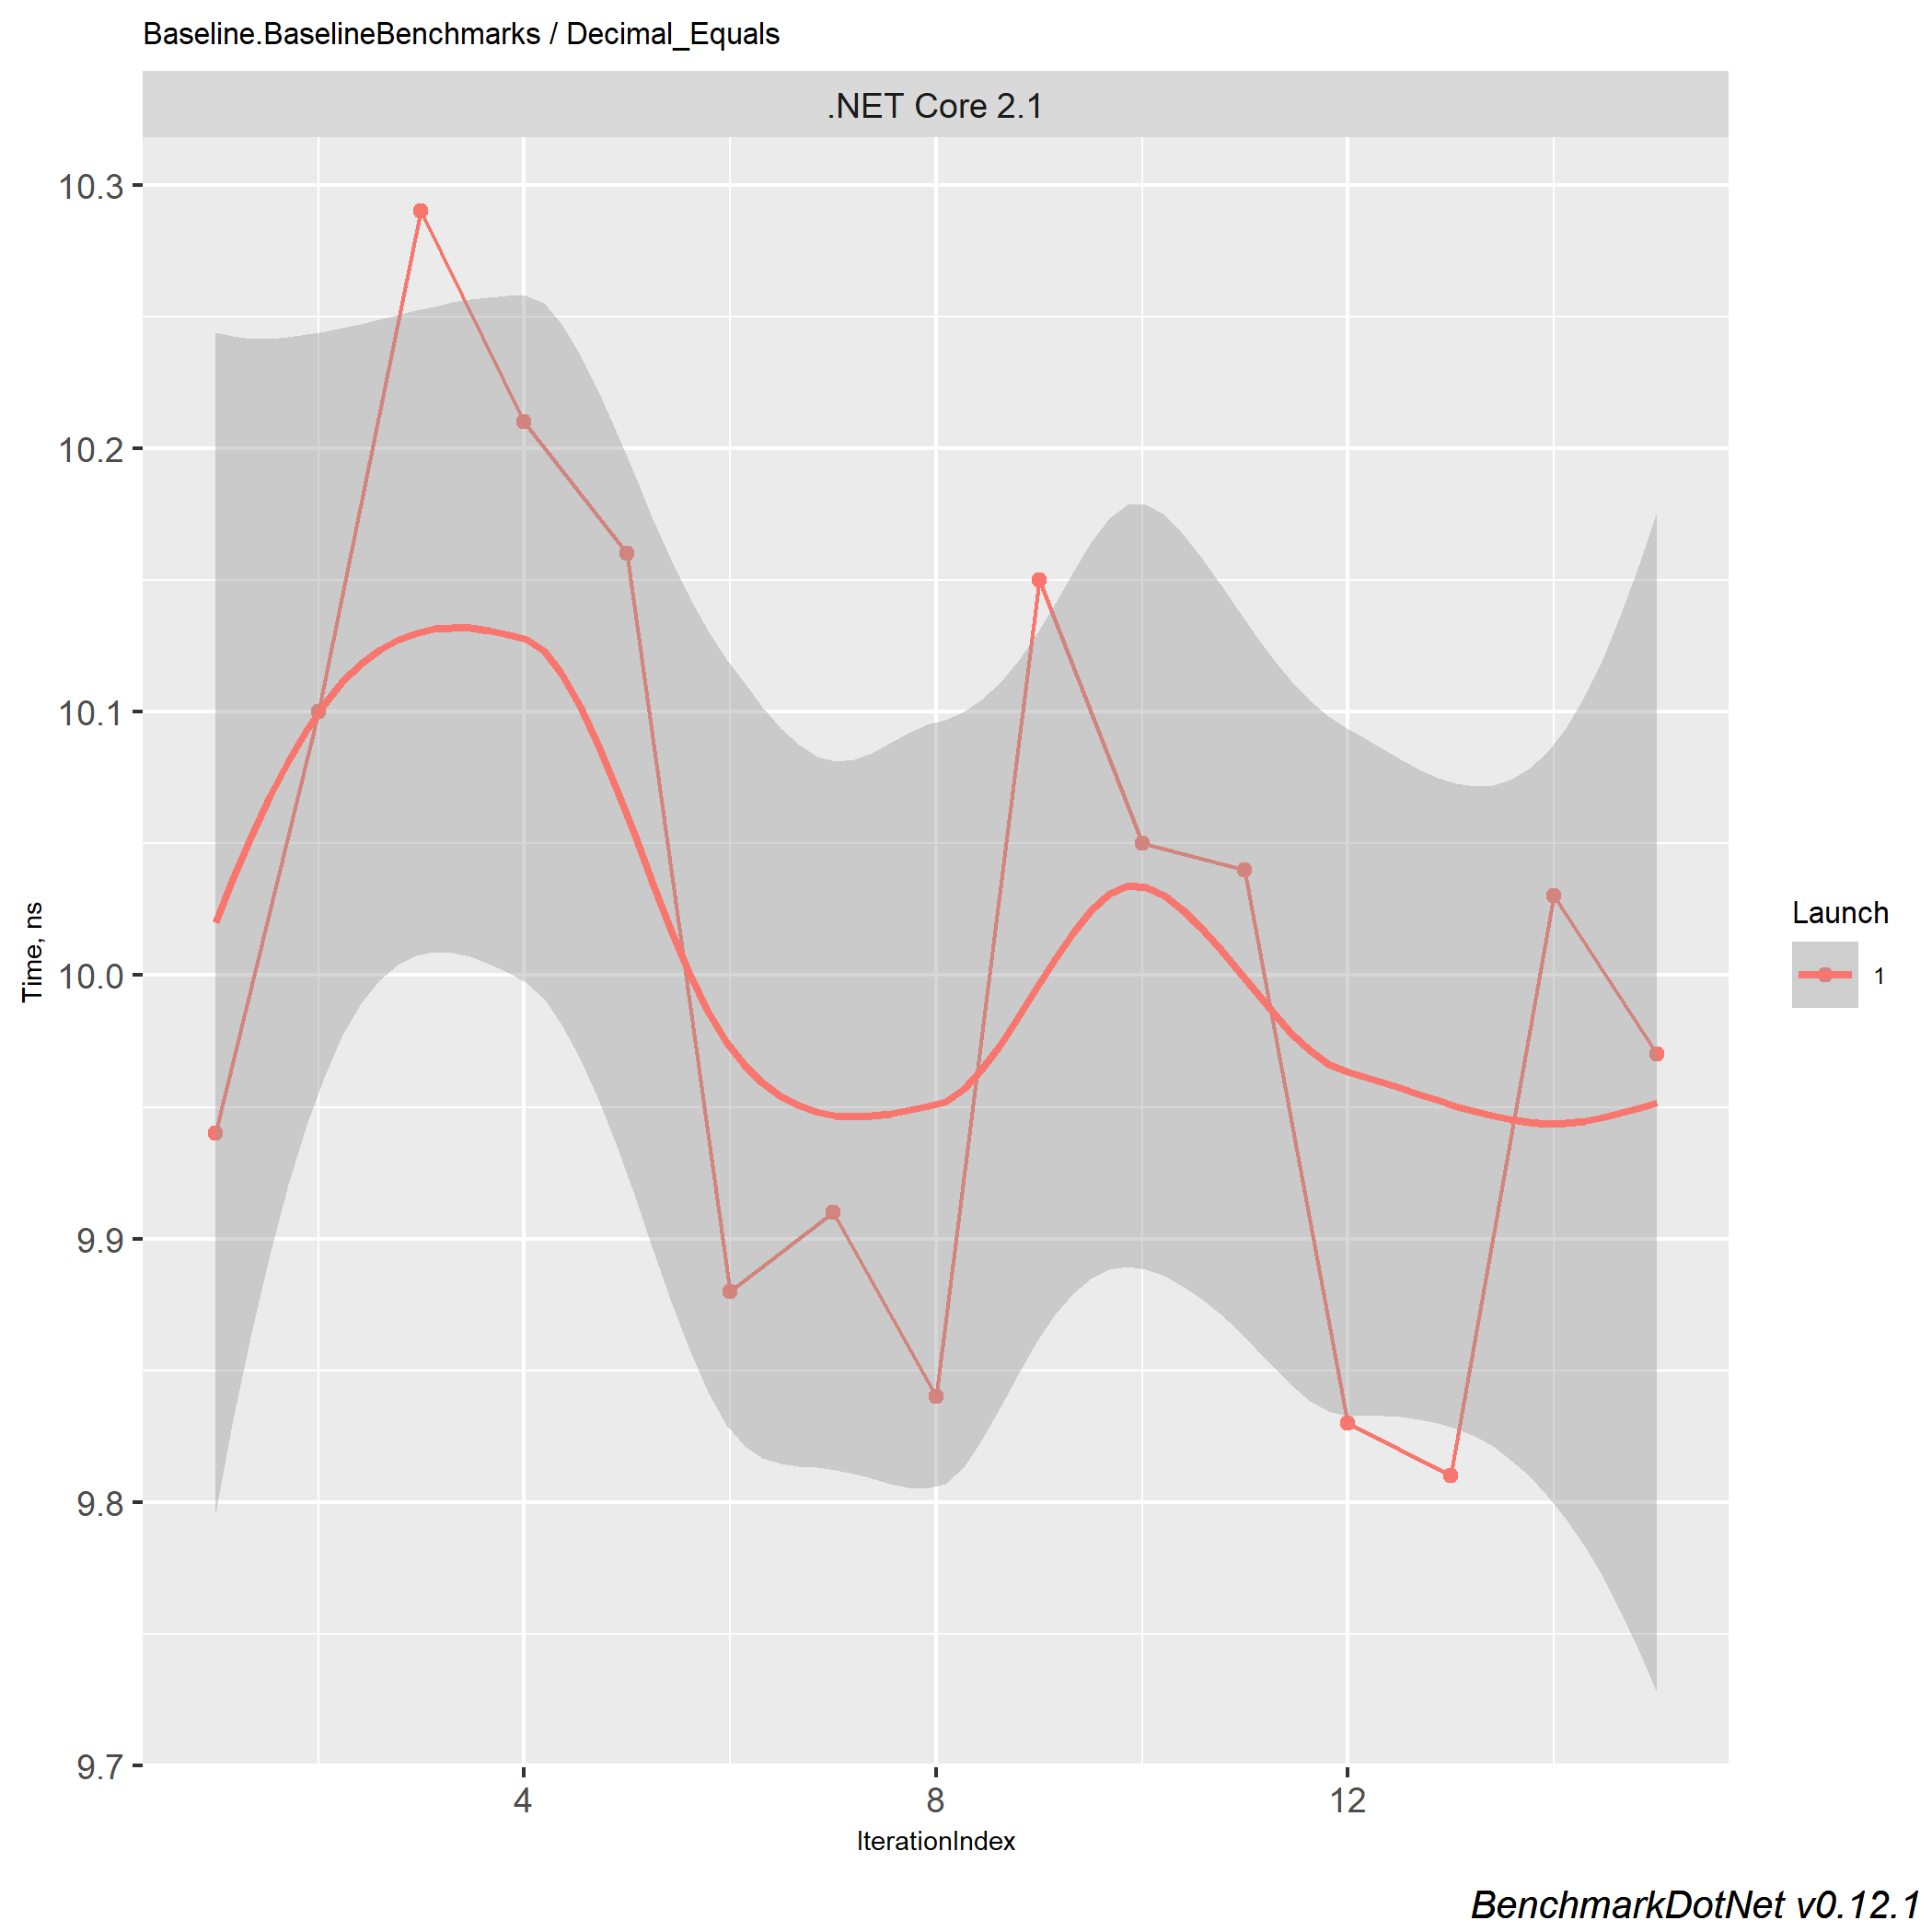 Baseline.BaselineBenchmarks / Decimal_Equals
.NET Core 2.1
10.3
10.2
10.1
10.0
9.9
9.8
9.7
Time, ns
4 8 12
IterationIndex
Launch
1
BenchmarkDotNet v0.12.1